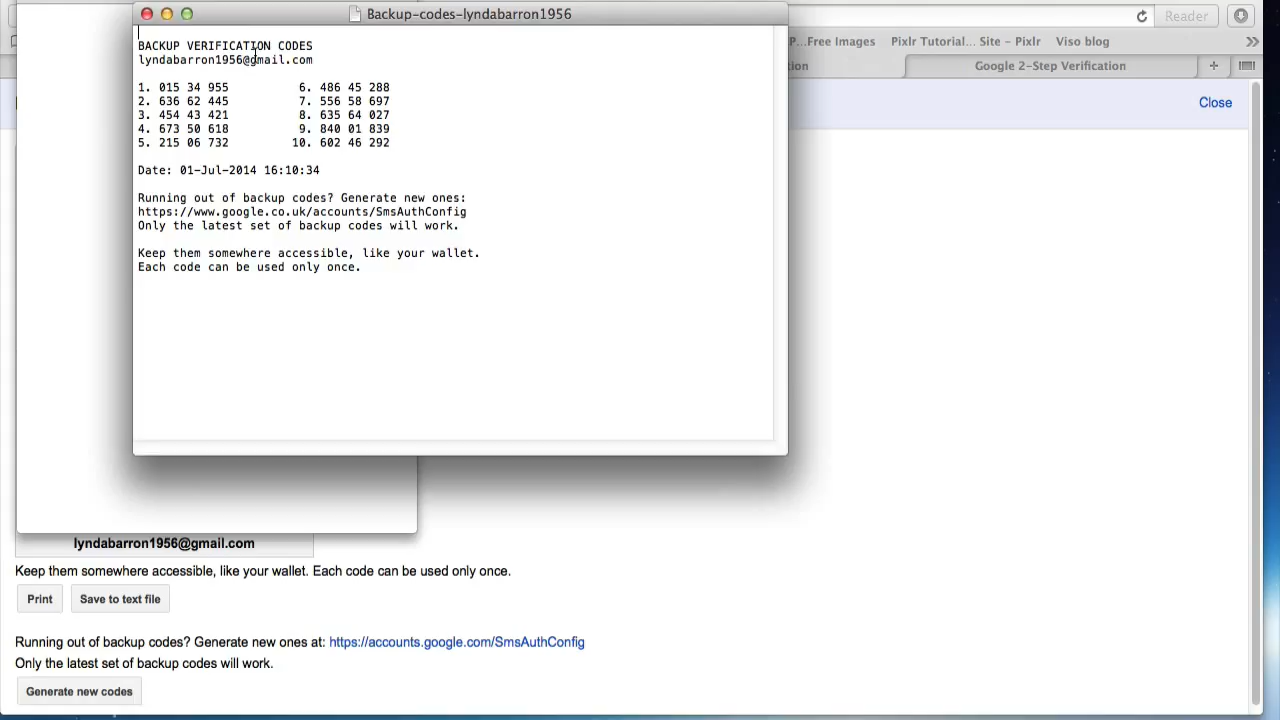 Backup-codes-lyndabarron1956
Reader
P...Free Images Pixlr Tutorial... Site - Pixlr Viso blog
Google 2-Step Verification
Close
BACKUP VERIFICATION CODES
lyndabarron1956@gmail.com
1. 015 34 955 6. 486 45 288
2. 636 62 445 7. 556 58 697
3. 454 43 421 8. 635 64 027
4. 673 50 618 9. 840 01 839
5. 215 06 732 10. 602 46 292
Date: 01-Jul-2014 16:10:34
Running out of backup codes? Generate new ones:
https://www.google.co.uk/accounts/SmsAuthConfig
Only the latest set of backup codes will work.
Keep them somewhere accessible, like your wallet.
Each code can be used only once.
lyndabarron1956@gmail.com
Keep them somewhere accessible, like your wallet. Each code can be used only once.
Print Save to text file
Running out of backup codes? Generate new ones at: https://accounts.google.com/SmsAuthConfig
Only the latest set of backup codes will work.
Generate new codes